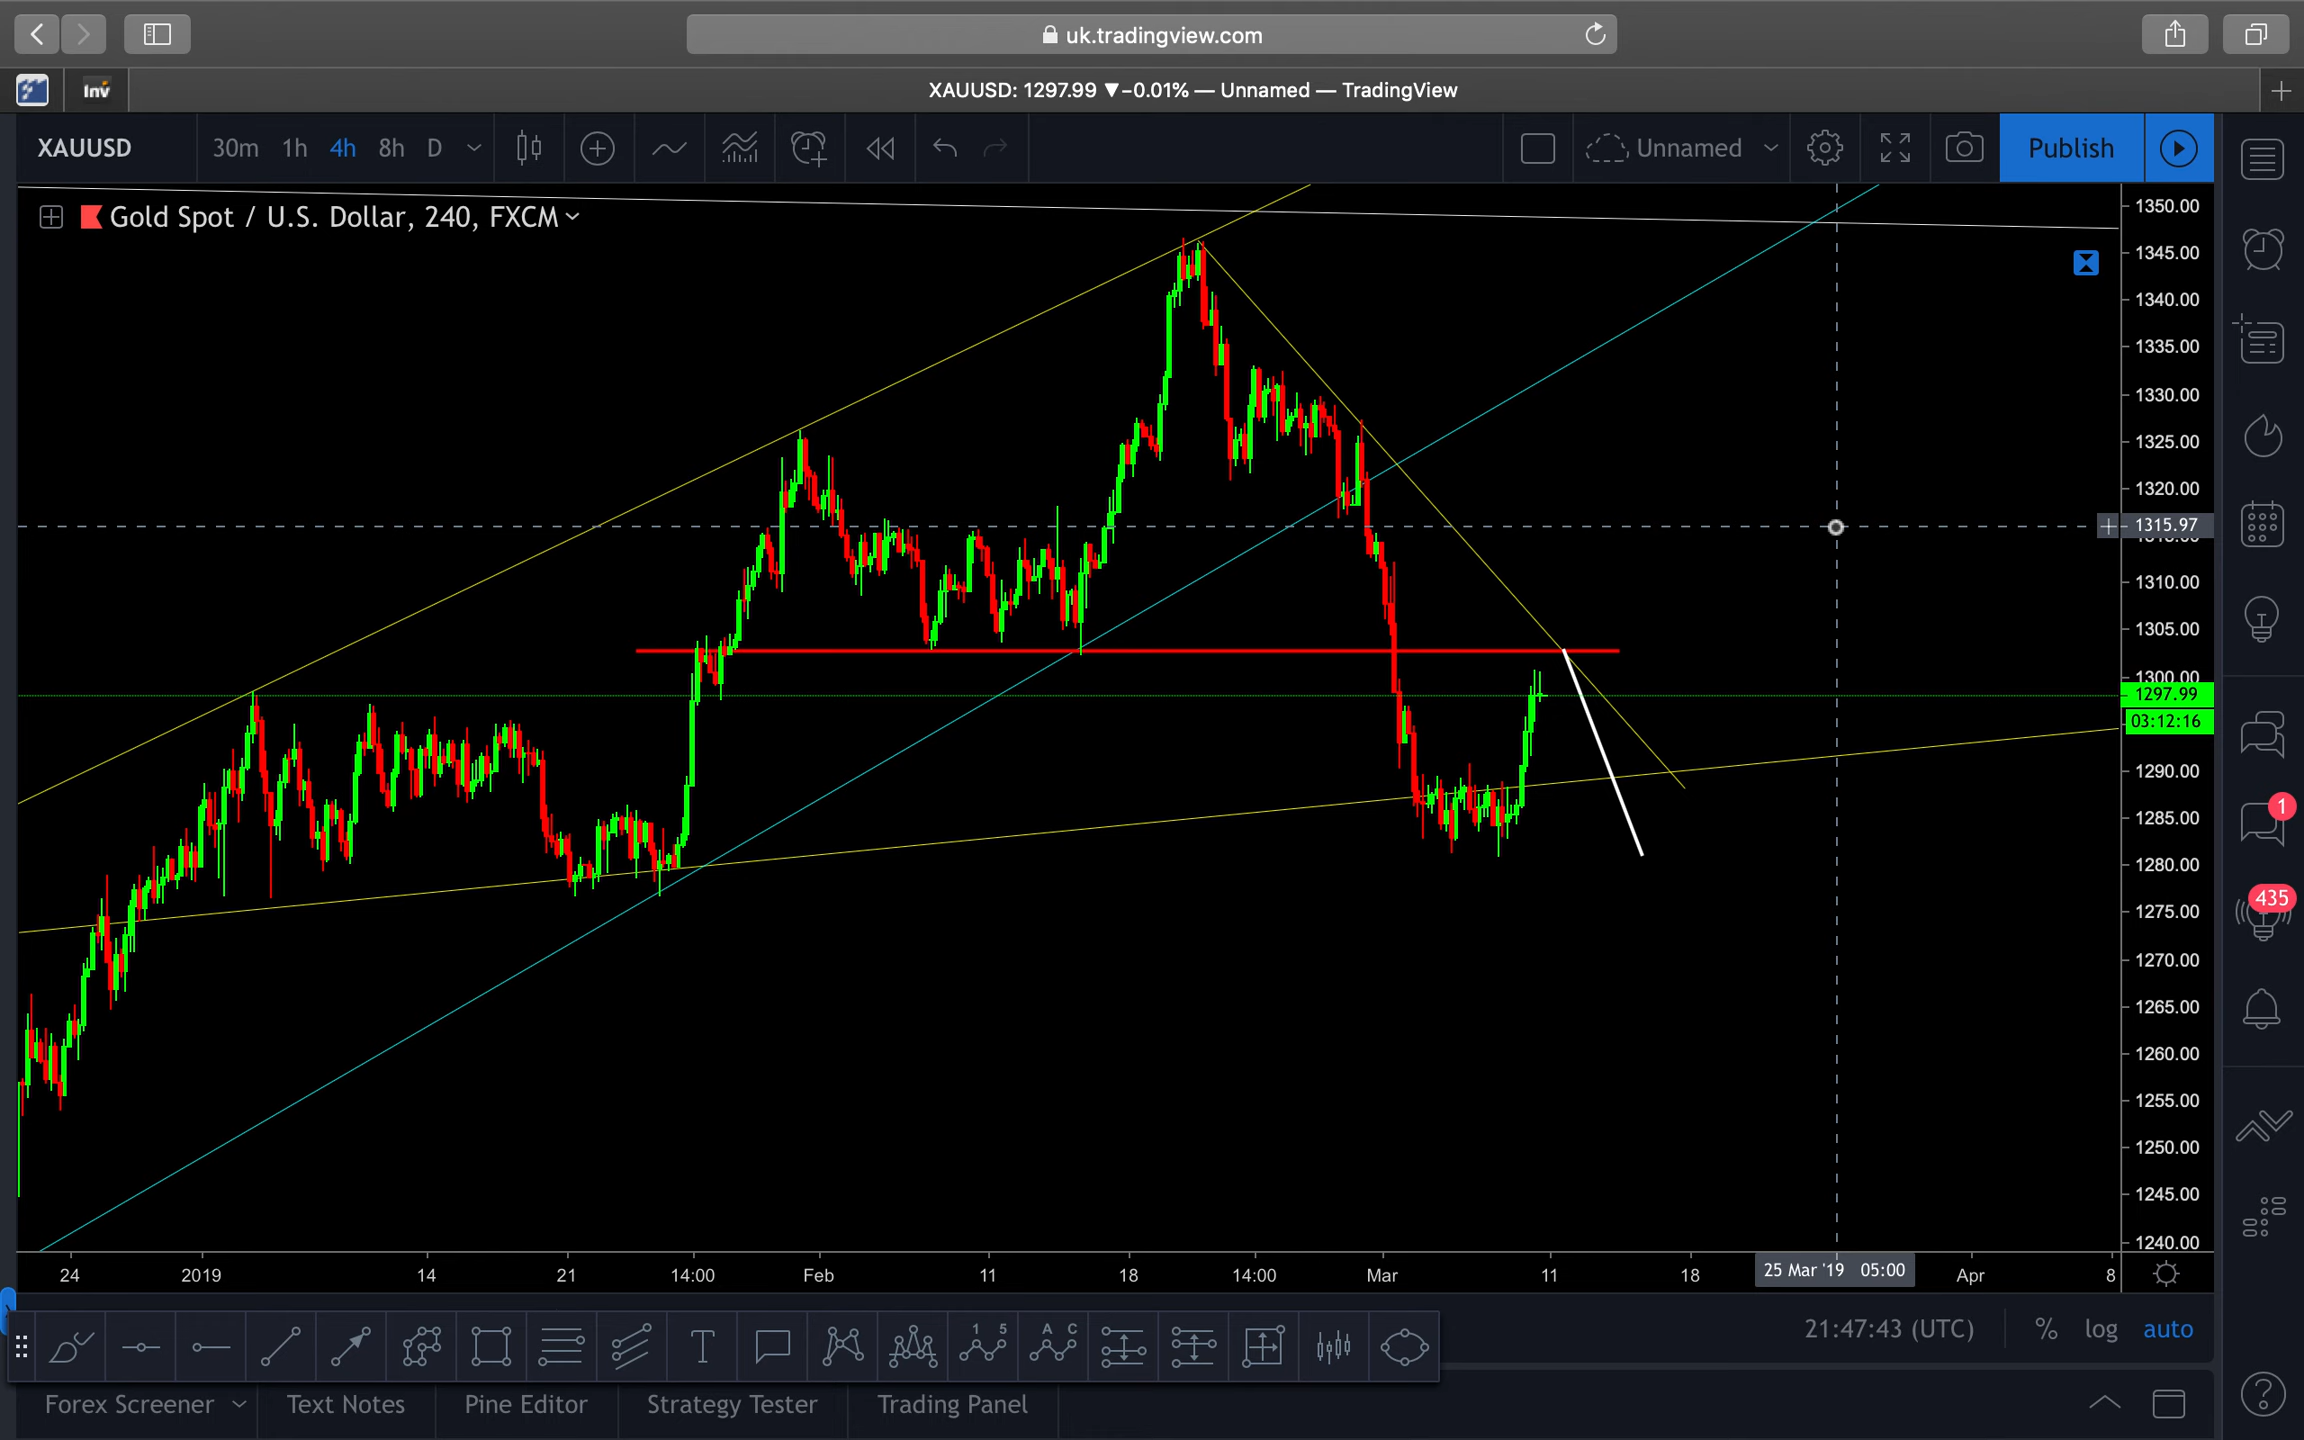 uk.tradingview.com
Inv
XAUUSD: 1297.99 ▼−0.01% — Unnamed — TradingView
XAUUSD 30m 1h 4h 8h D Unnamed Publish
Gold Spot / U.S. Dollar, 240, FXCM
1350.00
1345.00
1340.00
1335.00
1330.00
1325.00
1320.00
1315.97
1310.00
1305.00
1300.00
1297.99
03:12:16
1290.00
1285.00
1280.00
1275.00
1270.00
1265.00
1260.00
1255.00
1250.00
1245.00
1240.00
1
435
24 2019 14 21 14:00 Feb 11 18 14:00 Mar 11 18 25 Mar '19 05:00 Apr 8
21:47:43 (UTC) % log auto
T 1 5 A C
Forex Screener Text Notes Pine Editor Strategy Tester Trading Panel